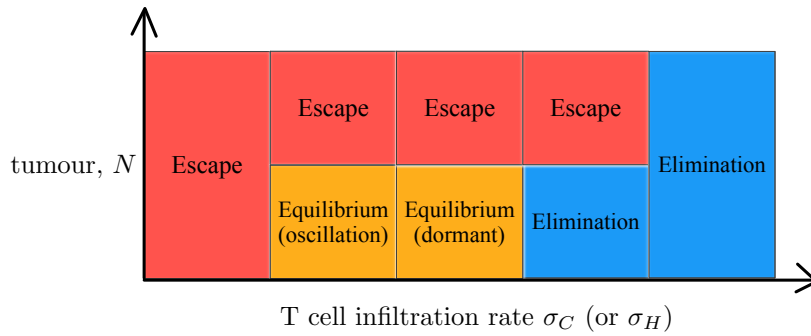 Escape
Escape
Escape
Escape
Elimination
tumour, N
Equilibrium
(oscillation)
Equilibrium
(dormant)
Elimination
T cell infiltration rate σ_C (or σ_H)